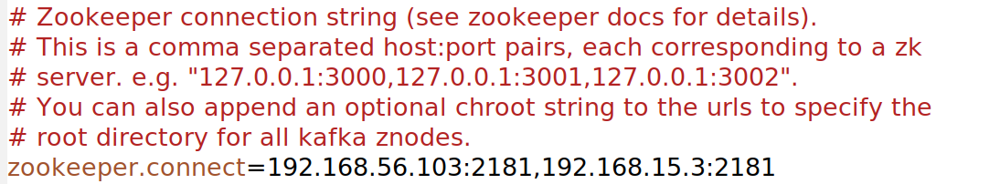 # Zookeeper connection string (see zookeeper docs for details).
# This is a comma separated host:port pairs, each corresponding to a zk
# server. e.g. "127.0.0.1:3000,127.0.0.1:3001,127.0.0.1:3002".
# You can also append an optional chroot string to the urls to specify the
# root directory for all kafka znodes.
zookeeper.connect=192.168.56.103:2181,192.168.15.3:2181